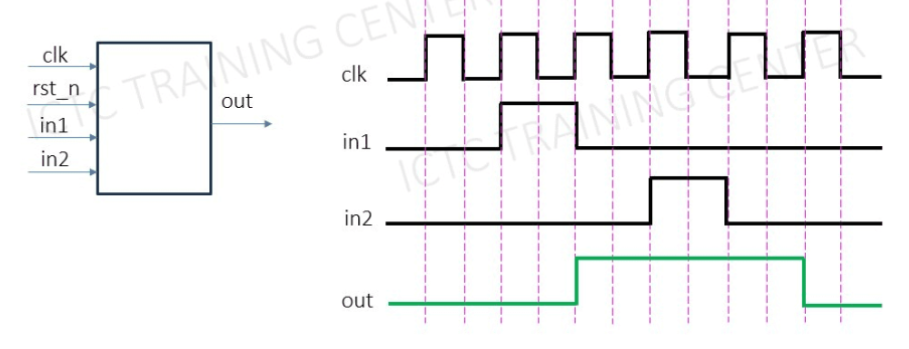 clk
rst_n
in1
in2
out
clk
in1
in2
out
ICTC TRAINING CENTER
ICTC TRAINING CENTER